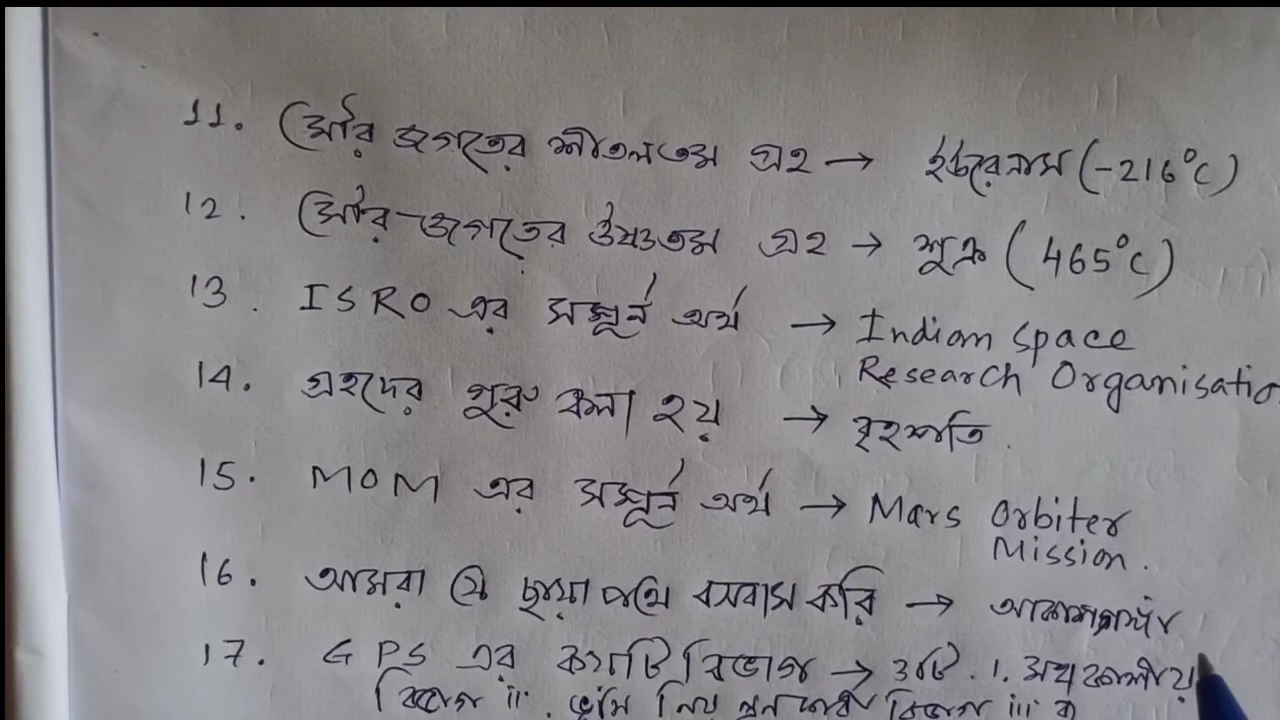 11. সৌর জগতের শীতলতম গ্রহ → ইউরেনাস (-216°C)
12. সৌর জগতের উষ্ণতম গ্রহ → শুক্র (465°C)
13. ISRO এর সম্পূর্ন অর্থ → Indian Space
Research Organisatio
14. গ্রহদের গুরু বলা হয় → বৃহস্পতি.
15. MOM এর সম্পূর্ন অর্থ → Mars Orbiter
Mission.
16. আমরা যে ছায়া পথে বসবাস করি → আকাশগঙ্গা
17. GPS এর কয়টি বিভাগ → ৩টি. 1. মহাকাশীয়
বিভাগ ii. ভূমি বিভাগ iii